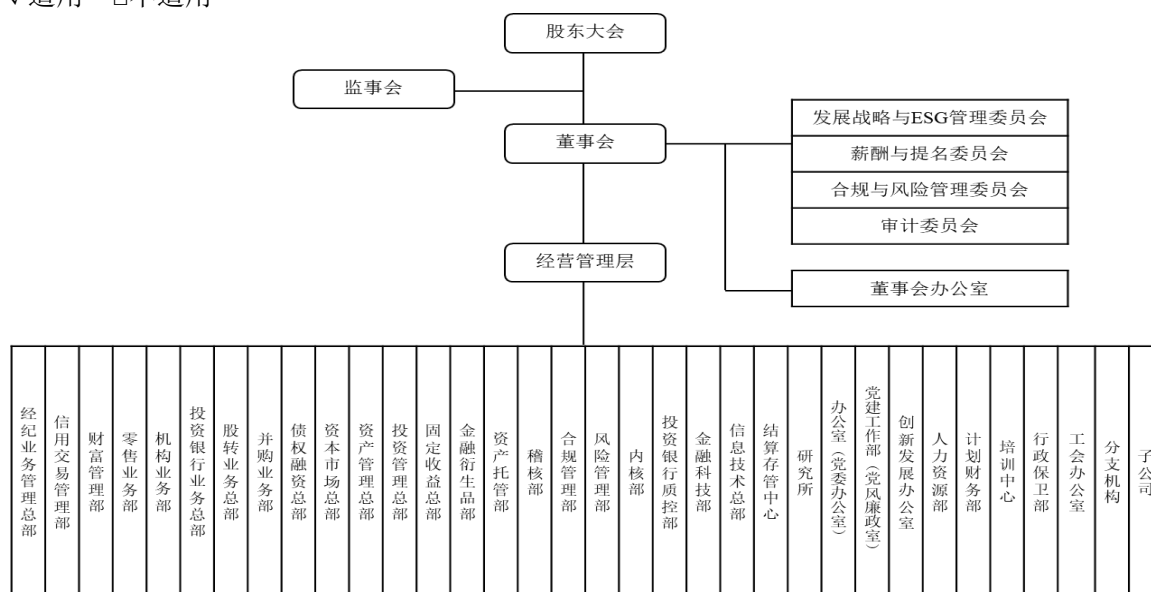 √适用 □不适用
股东大会
监事会
董事会
发展战略与ESG管理委员会
薪酬与提名委员会
合规与风险管理委员会
审计委员会
经营管理层
董事会办公室
经纪业务管理总部
信用交易管理部
财富管理部
零售业务部
机构业务部
投资银行业务总部
股转业务总部
并购业务部
债权融资总部
资本市场总部
资产管理总部
投资管理总部
固定收益总部
金融衍生品部
资产托管部
稽核部
合规管理部
风险管理部
内核部
投资银行质控部
金融科技部
信息技术总部
结算存管中心
研究所
办公室（党委办公室）
党建工作部（党风廉政室）
创新发展办公室
人力资源部
计划财务部
培训中心
行政保卫部
工会办公室
分支机构
子公司